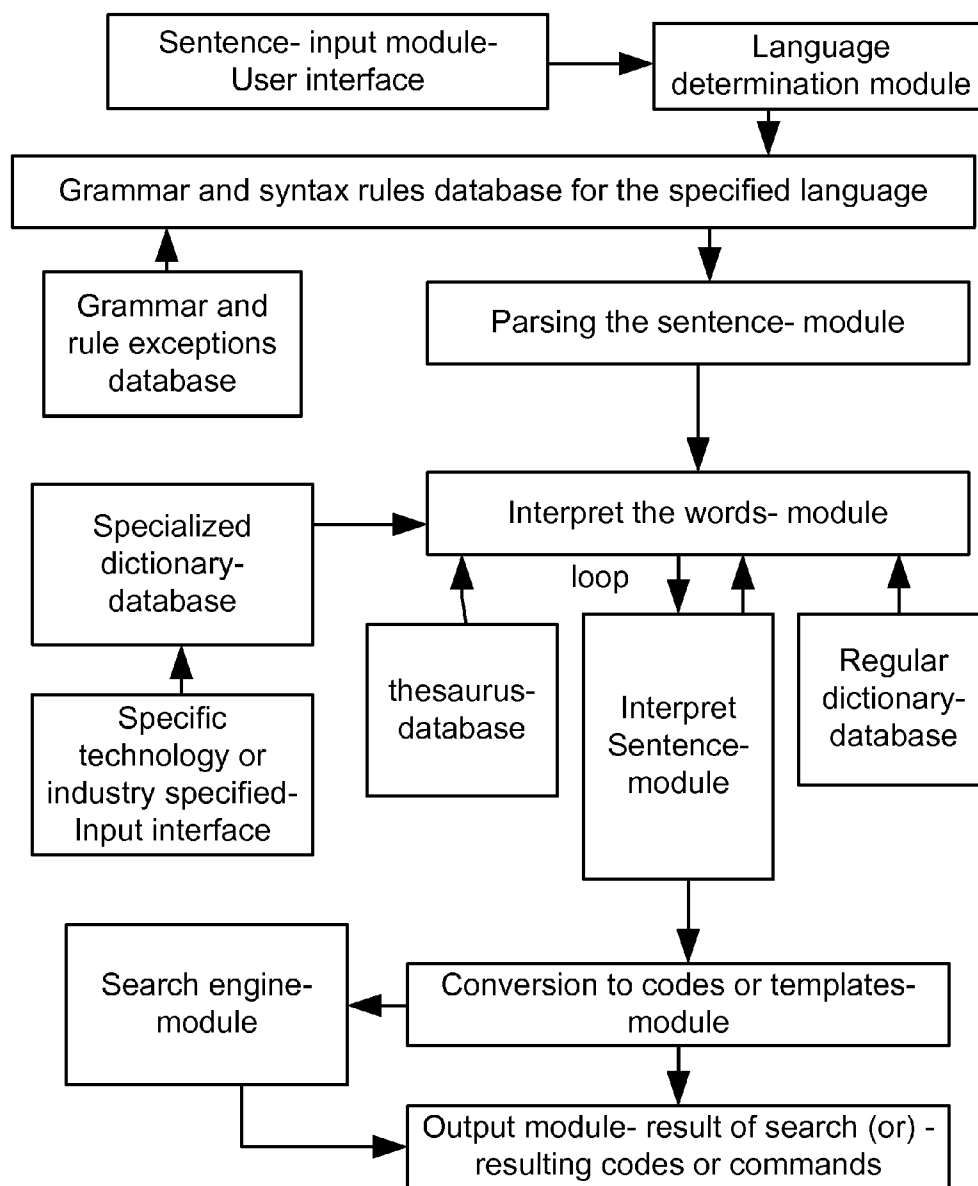 Sentence- input module-
User interface
Language
determination module
Grammar and syntax rules database for the specified language
Grammar and
rule exceptions
database
Parsing the sentence- module
Specialized
dictionary-
database
Interpret the words- module
loop
thesaurus-
database
Interpret
Sentence-
module
Regular
dictionary-
database
Specific
technology or
industry specified-
Input interface
Search engine-
module
Conversion to codes or templates-
module
Output module- result of search (or) -
resulting codes or commands